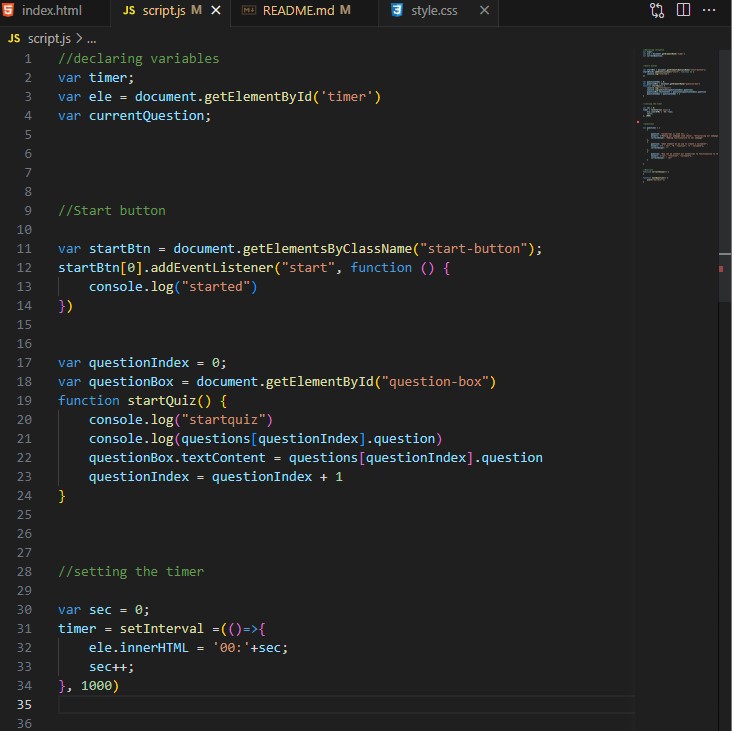 index.html JS script.js M README.md M style.css
JS script.js > ...
1 //declaring variables
2 var timer;
3 var ele = document.getElementById('timer')
4 var currentQuestion;
5
6
7
8
9 //Start button
10
11 var startBtn = document.getElementsByClassName("start-button");
12 startBtn[0].addEventListener("start", function () {
13 console.log("started")
14 })
15
16
17 var questionIndex = 0;
18 var questionBox = document.getElementById("question-box")
19 function startQuiz() {
20 console.log("startquiz")
21 console.log(questions[questionIndex].question)
22 questionBox.textContent = questions[questionIndex].question
23 questionIndex = questionIndex + 1
24 }
25
26
27
28 //setting the timer
29
30 var sec = 0;
31 timer = setInterval =(()=>{
32 ele.innerHTML = '00:'+sec;
33 sec++;
34 }, 1000)
35
36